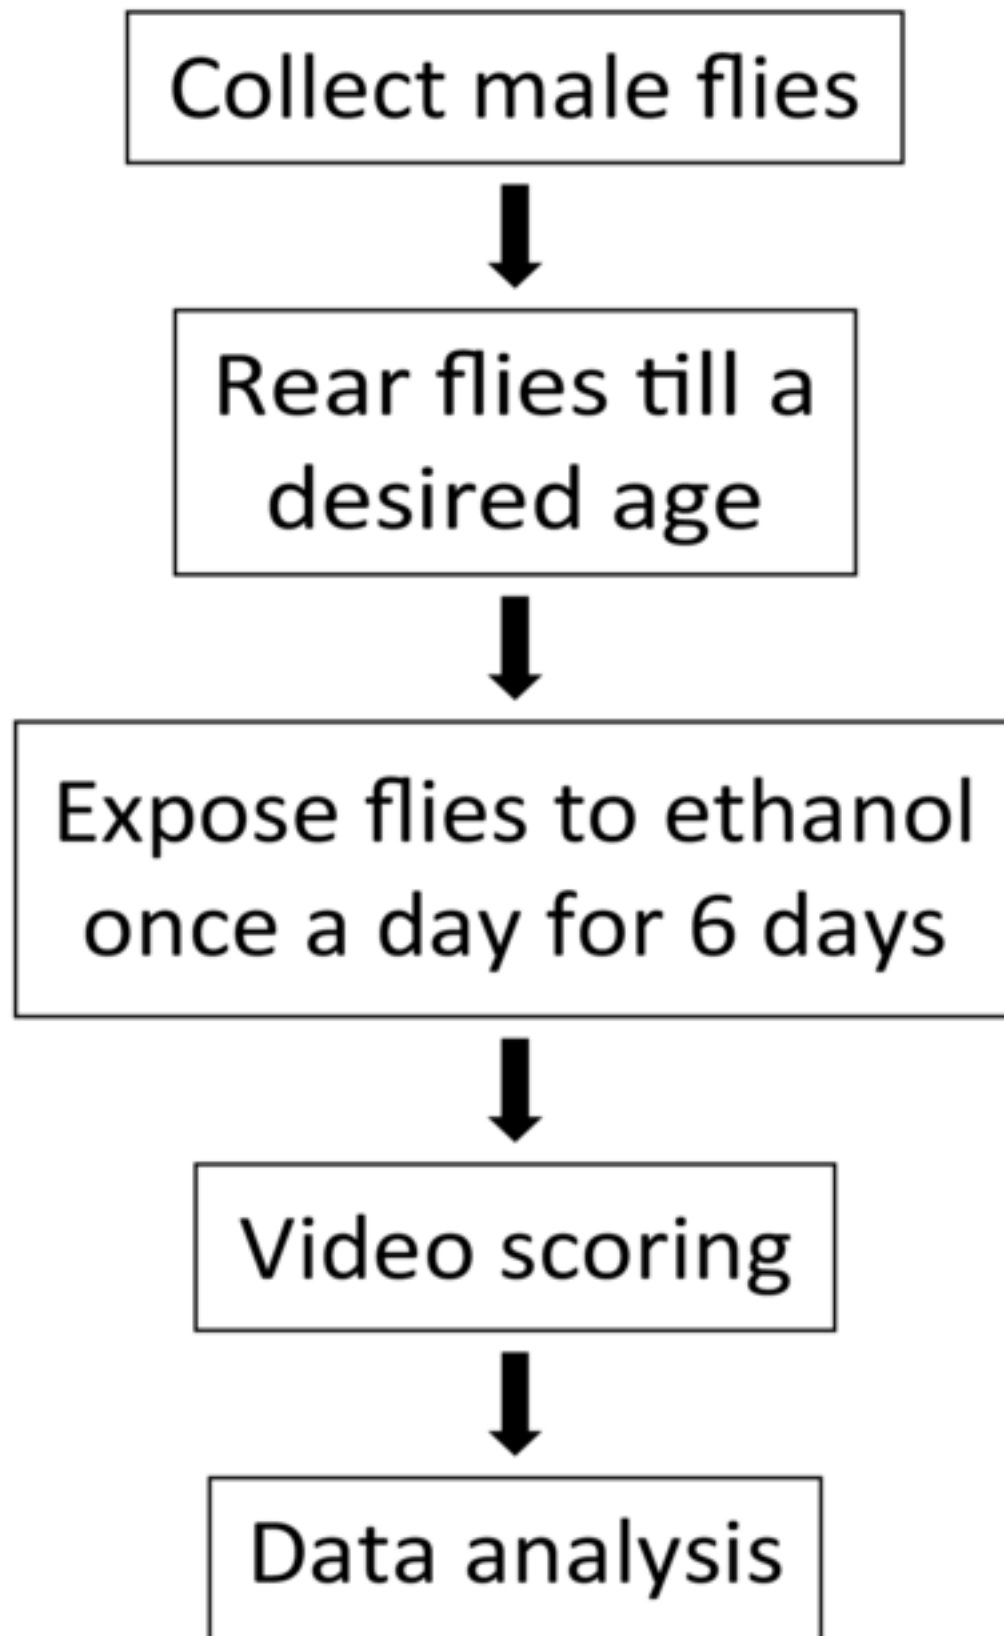 Collect male flies
Rear flies till a
desired age
Expose flies to ethanol
once a day for 6 days
Video scoring
Data analysis